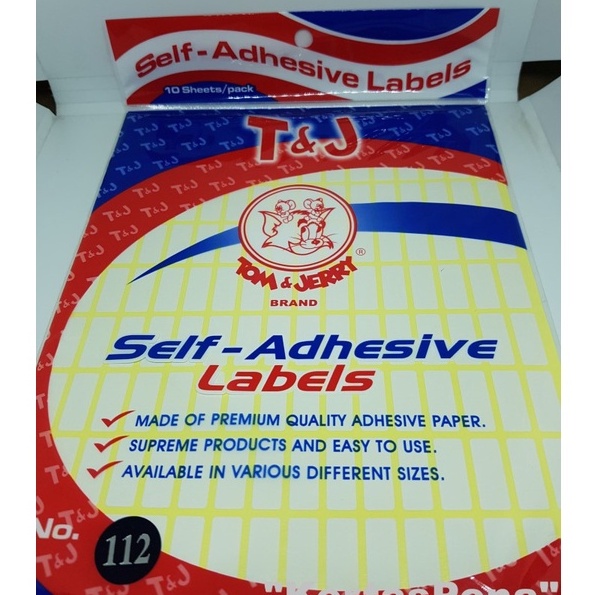 Self-Adhesive Labels
10 Sheets/pack
T&J
TOM & JERRY ®
BRAND
Self-Adhesive
Labels
MADE OF PREMIUM QUALITY ADHESIVE PAPER.
SUPREME PRODUCTS AND EASY TO USE.
AVAILABLE IN VARIOUS DIFFERENT SIZES.
No. 112
T&J